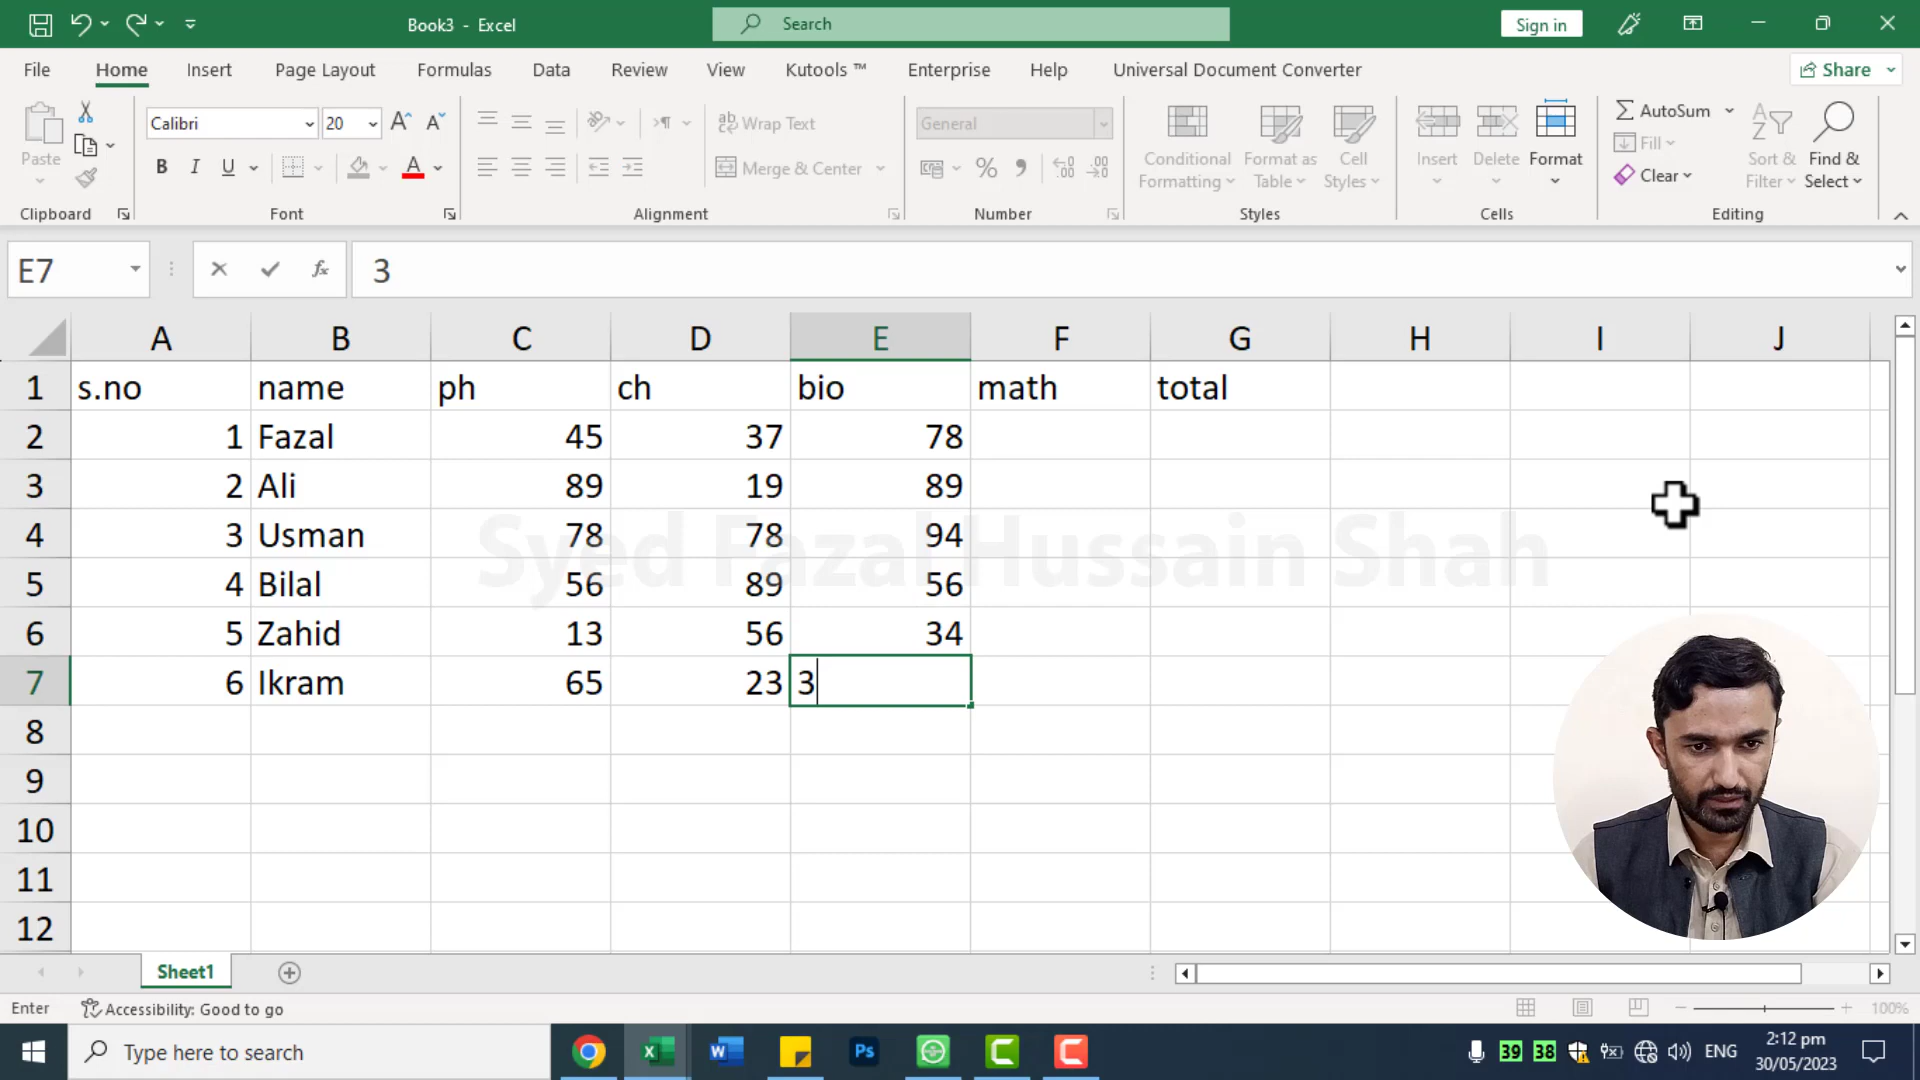 Book3 - Excel
Search
Sign in
File Home Insert Page Layout Formulas Data Review View Kutools ™ Enterprise Help Universal Document Converter
Share
Paste
Calibri 20
B I U A
Wrap Text
Merge & Center
General
Conditional Formatting
Format as Table
Cell Styles
Insert
Delete
Format
AutoSum
Fill
Clear
Sort & Filter
Find & Select
Clipboard Font Alignment Number Styles Cells Editing
E7 fx 3
A B C D E F G H I J
1 s.no name ph ch bio math total
2 1 Fazal 45 37 78
3 2 Ali 89 19 89
4 3 Usman 78 78 94
Syed Fazal Hussain Shah
5 4 Bilal 56 89 56
6 5 Zahid 13 56 34
7 6 Ikram 65 23 3
8
9
10
11
12
Sheet1
Enter Accessibility: Good to go 100%
Type here to search
Ps
39 38 ENG 2:12 pm
30/05/2023